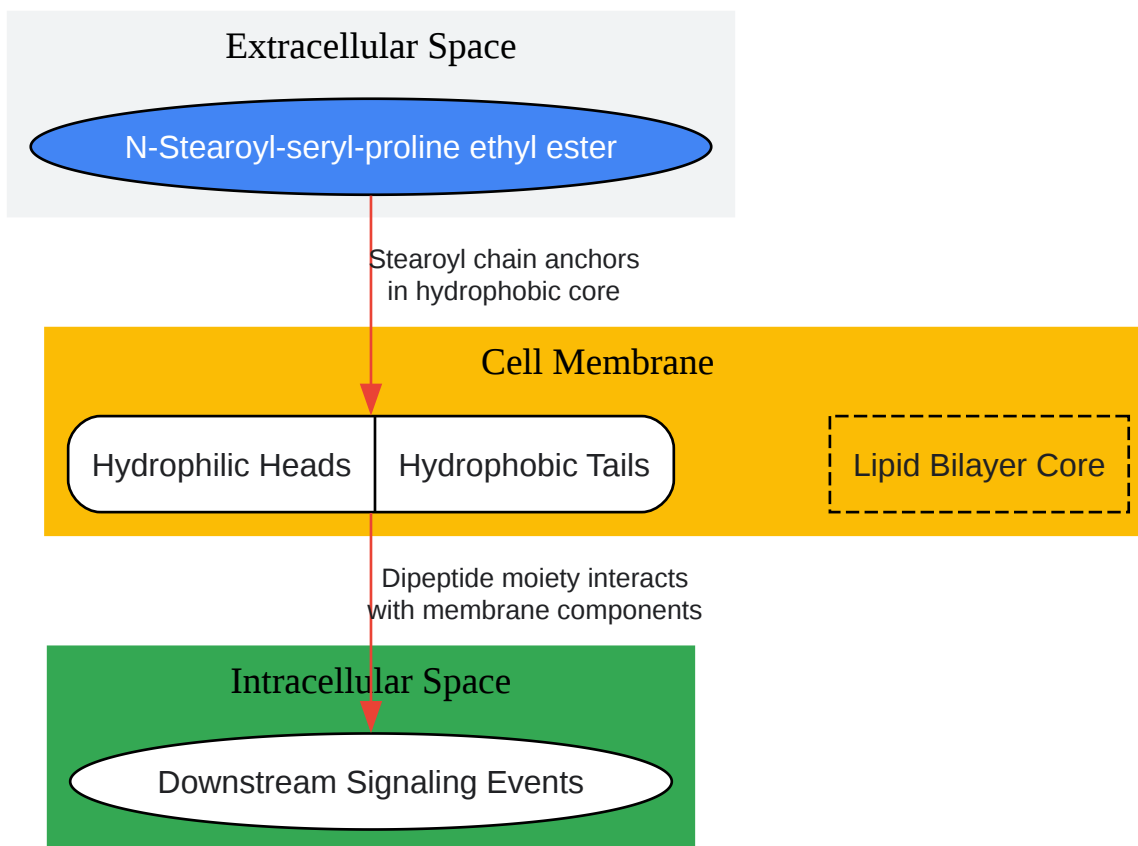 Extracellular Space
N-Stearoyl-seryl-proline ethyl ester
Stearoyl chain anchors
in hydrophobic core
Cell Membrane
Hydrophilic Heads
Hydrophobic Tails
Lipid Bilayer Core
Dipeptide moiety interacts
with membrane components
Intracellular Space
Downstream Signaling Events